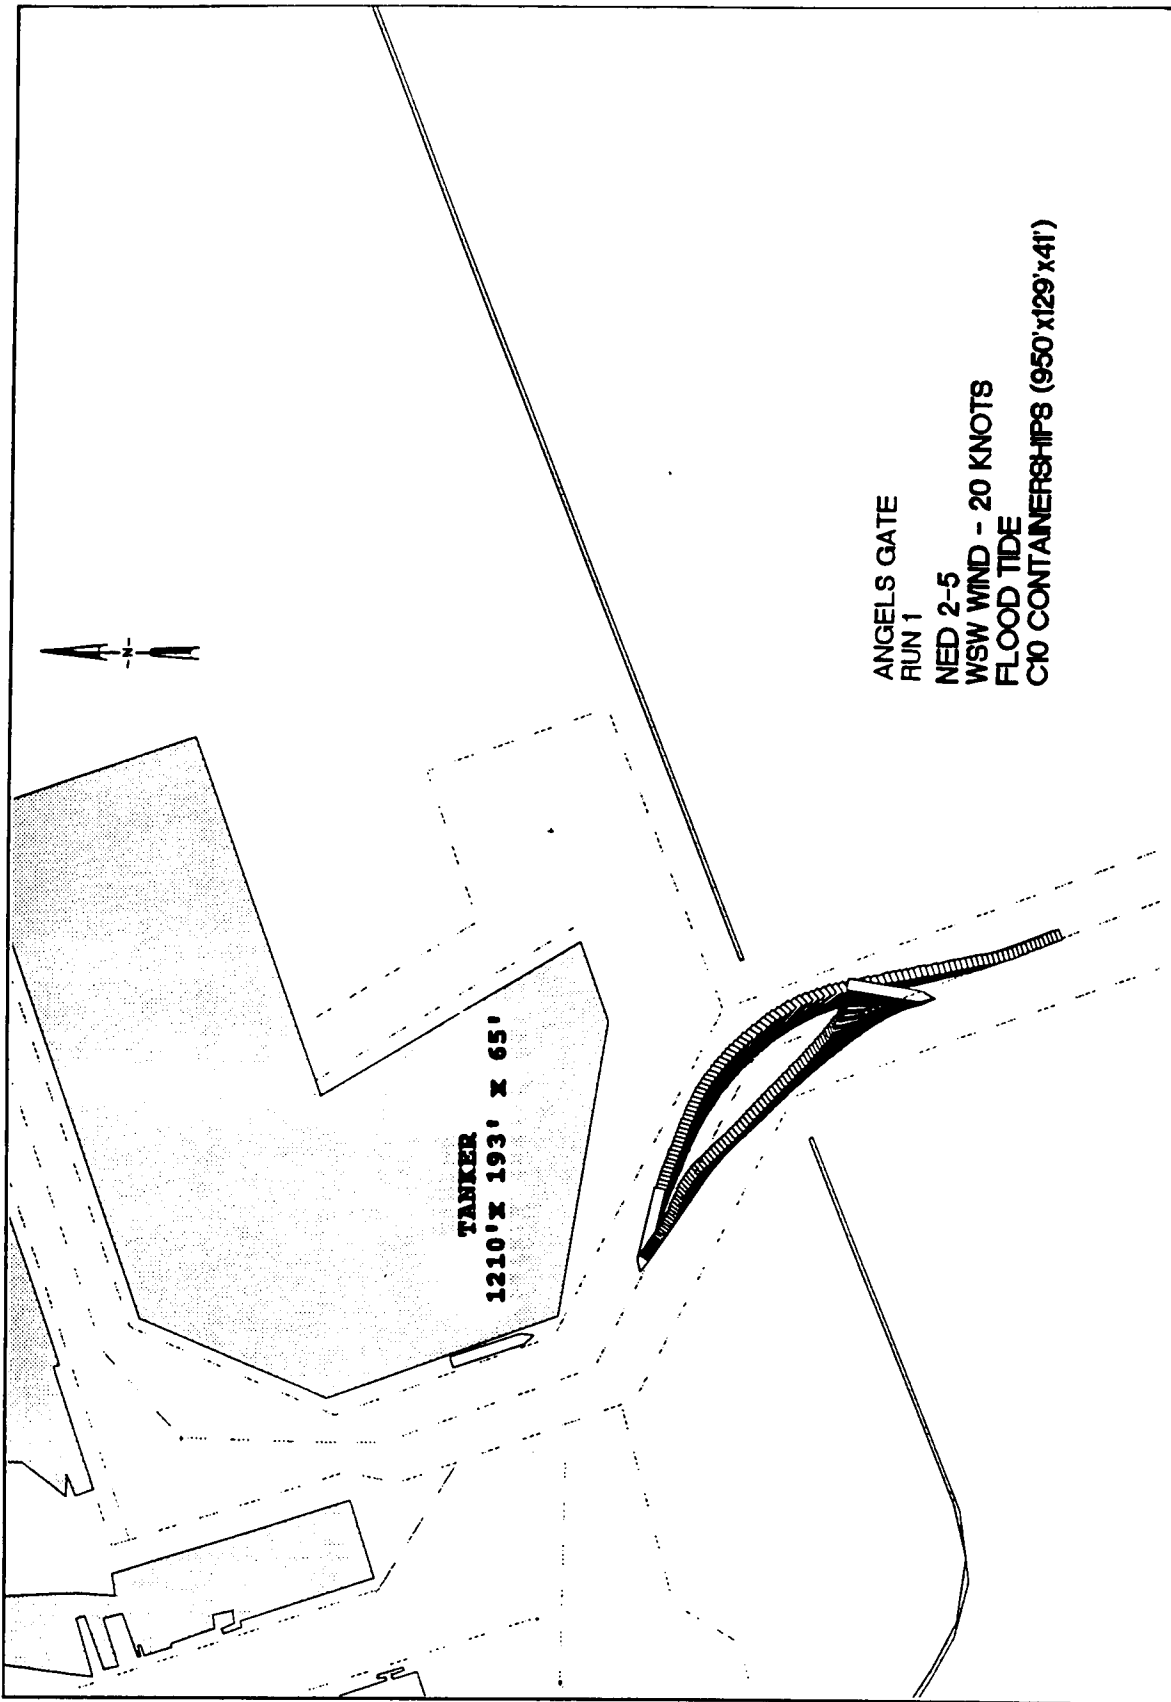 -N-
TANKER
1210'X 193' X 65'
ANGELS GATE
RUN 1
NED 2-5
WSW WIND - 20 KNOTS
FLOOD TIDE
C10 CONTAINERSHIPS (950'x129'x41')